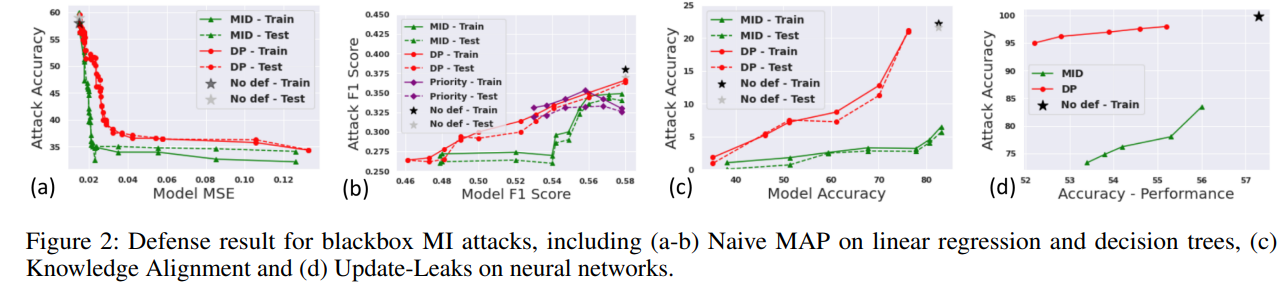 60
55
50
45
40
35
Attack Accuracy
MID - Train
MID - Test
DP - Train
DP - Test
No def - Train
No def - Test
0.02 0.04 0.06 0.08 0.10 0.12
(a) Model MSE
0.450
0.425
0.400
0.375
0.350
0.325
0.300
0.275
0.250
Attack F1 Score
MID - Train
MID - Test
DP - Train
DP - Test
Priority - Train
Priority - Test
No def - Train
No def - Test
0.46 0.48 0.50 0.52 0.54 0.56 0.58
(b) Model F1 Score
25
20
15
10
5
0
Attack Accuracy
MID - Train
MID - Test
DP - Train
DP - Test
No def - Train
No def - Test
40 50 60 70 80
(c) Model Accuracy
100
95
90
85
80
75
Attack Accuracy
MID
DP
No def - Train
52 53 54 55 56 57
(d) Accuracy - Performance
Figure 2: Defense result for blackbox MI attacks, including (a-b) Naive MAP on linear regression and decision trees, (c)
Knowledge Alignment and (d) Update-Leaks on neural networks.